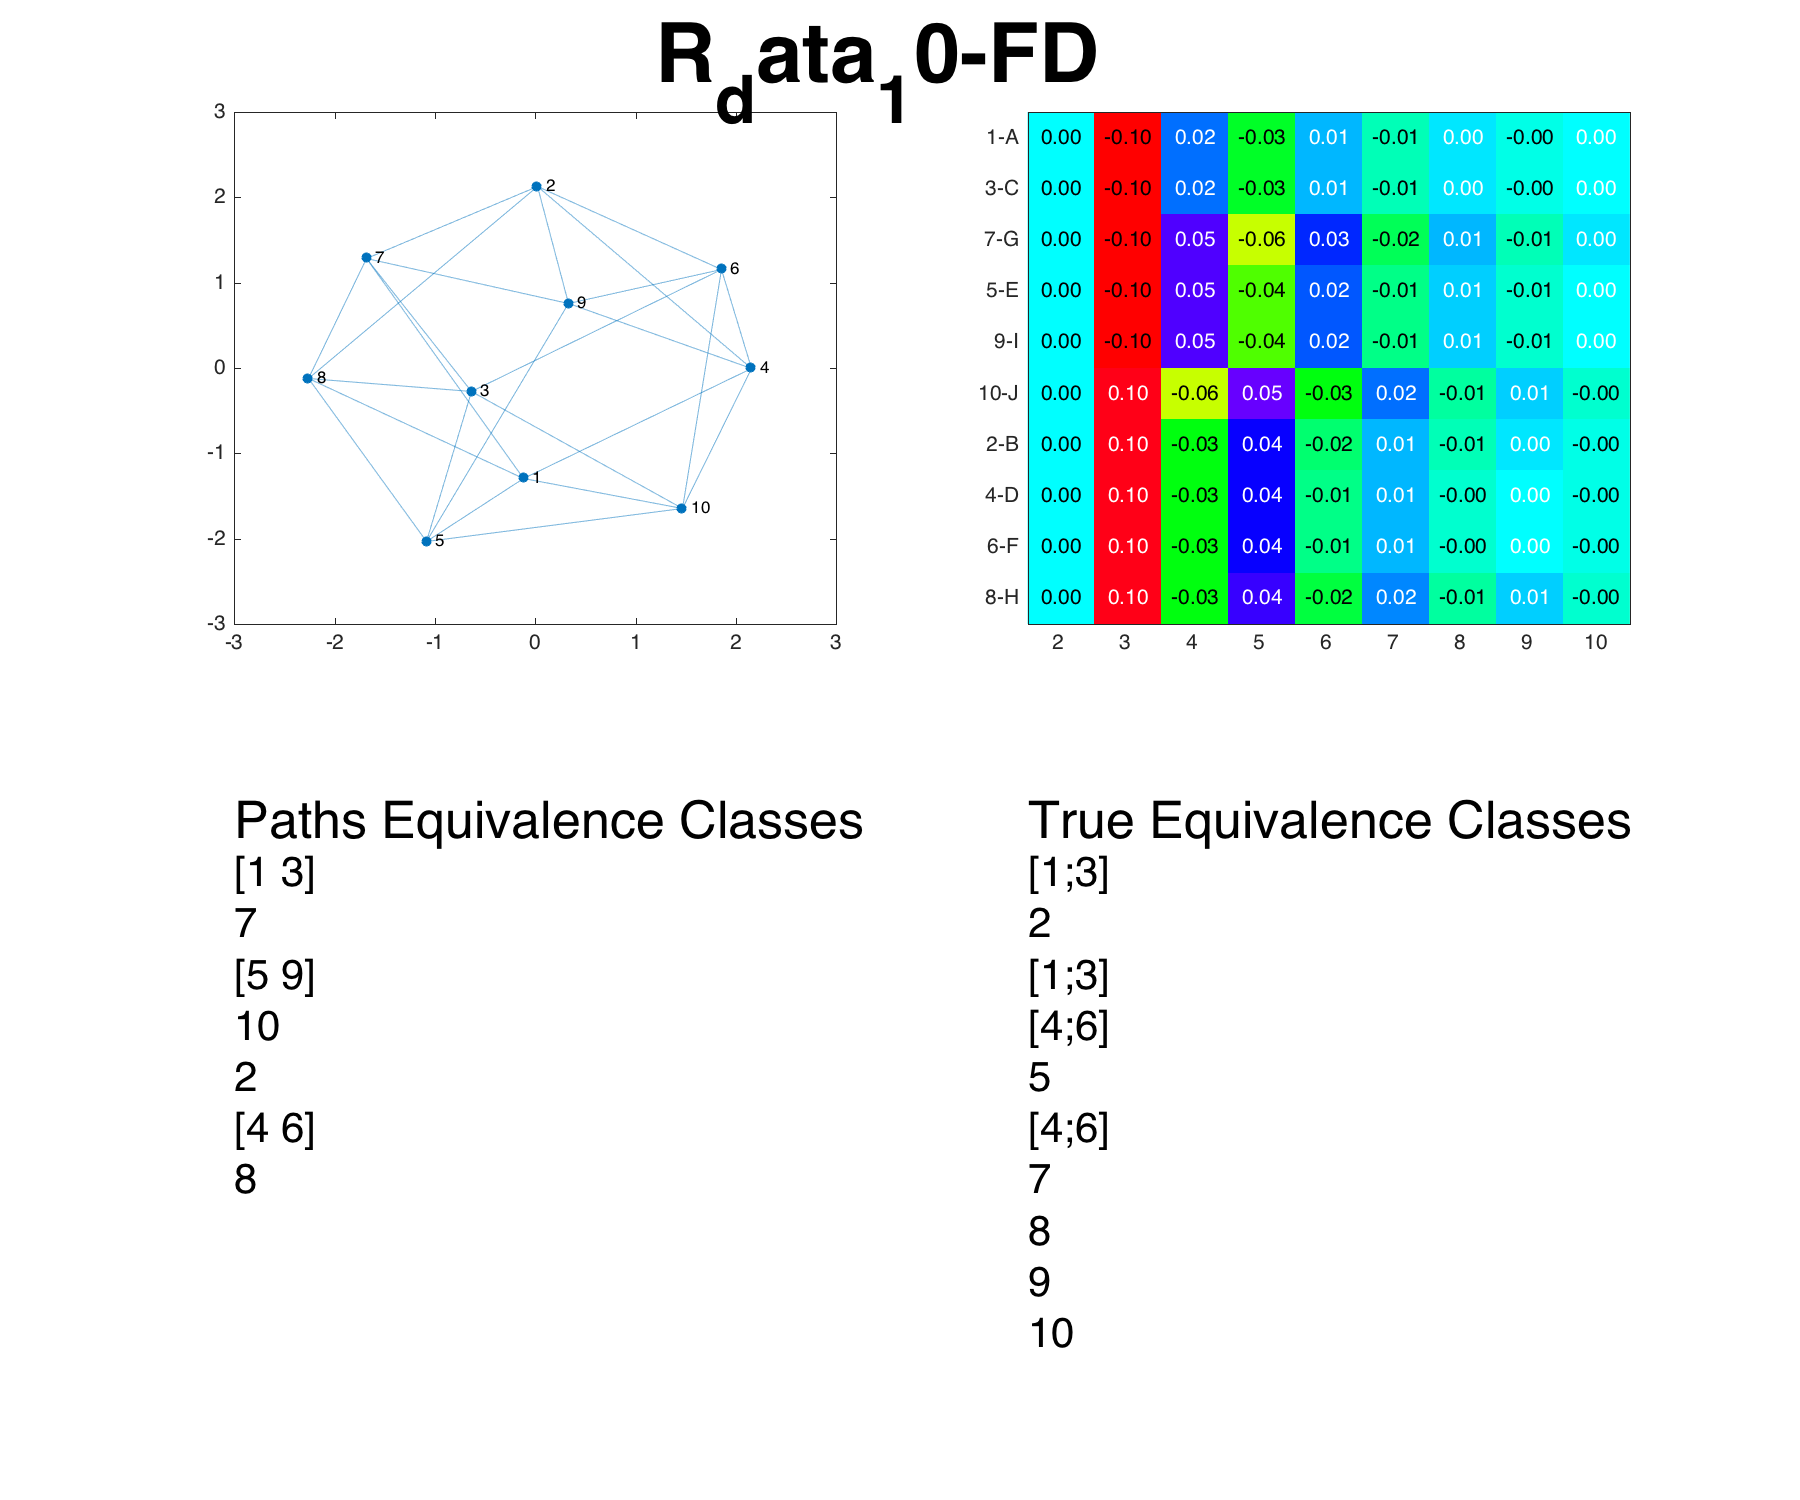 R_data_10-FD
3
2
1
0
-1
-2
-3
-3 -2 -1 0 1 2 3
2
7
6
9
4
8
3
1
10
5
1-A 0.00 -0.10 0.02 -0.03 0.01 -0.01 0.00 -0.00 0.00
3-C 0.00 -0.10 0.02 -0.03 0.01 -0.01 0.00 -0.00 0.00
7-G 0.00 -0.10 0.05 -0.06 0.03 -0.02 0.01 -0.01 0.00
5-E 0.00 -0.10 0.05 -0.04 0.02 -0.01 0.01 -0.01 0.00
9-I 0.00 -0.10 0.05 -0.04 0.02 -0.01 0.01 -0.01 0.00
10-J 0.00 0.10 -0.06 0.05 -0.03 0.02 -0.01 0.01 -0.00
2-B 0.00 0.10 -0.03 0.04 -0.02 0.01 -0.01 0.00 -0.00
4-D 0.00 0.10 -0.03 0.04 -0.01 0.01 -0.00 0.00 -0.00
6-F 0.00 0.10 -0.03 0.04 -0.01 0.01 -0.00 0.00 -0.00
8-H 0.00 0.10 -0.03 0.04 -0.02 0.02 -0.01 0.01 -0.00
2 3 4 5 6 7 8 9 10
Paths Equivalence Classes
[1 3]
7
[5 9]
10
2
[4 6]
8
True Equivalence Classes
[1;3]
2
[1;3]
[4;6]
5
[4;6]
7
8
9
10